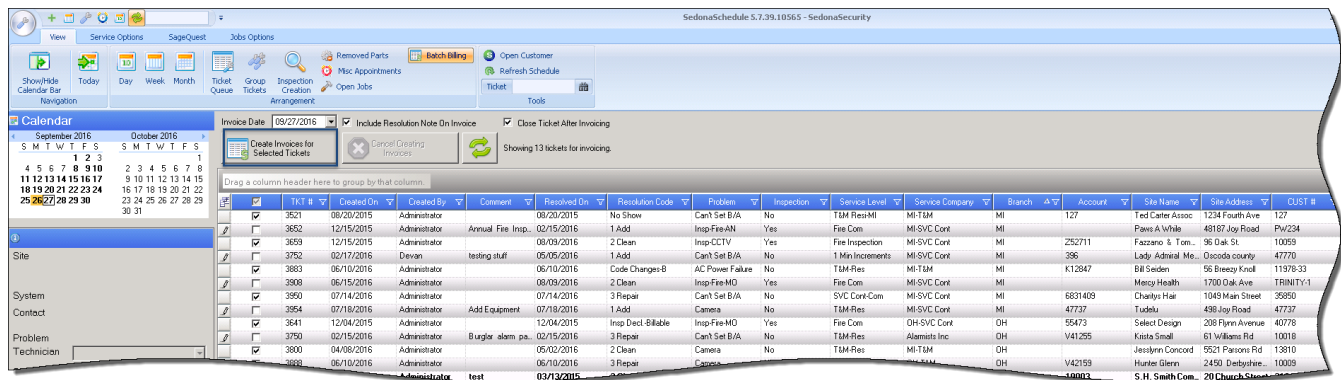 SedonaSchedule 5.7.39.10565 - SedonaSecurity
View Service Options SageQuest Jobs Options
Show/Hide Calendar Bar
Today
Day Week Month
Ticket Queue
Group Tickets
Inspection Creation
Removed Parts
Misc Appointments
Open Jobs
Batch Billing
Open Customer
Refresh Schedule
Ticket
Navigation Arrangement Tools
Calendar
September 2016 October 2016
S M T W T F S S M T W T F S
1 2 3 1
4 5 6 7 8 9 10 2 3 4 5 6 7 8
11 12 13 14 15 16 17 9 10 11 12 13 14 15
18 19 20 21 22 23 24 16 17 18 19 20 21 22
25 26 27 28 29 30 23 24 25 26 27 28 29
30 31
Site
System
Contact
Problem
Technician
Invoice Date 09/27/2016 Include Resolution Note On Invoice Close Ticket After Invoicing
Create Invoices for Selected Tickets
Cancel Creating Invoices
Showing 13 tickets for invoicing.
Drag a column header here to group by that column.
TKT # Created On Created By Comment Resolved On Resolution Code Problem Inspection Service Level Service Company Branch Account Site Name Site Address CUST #
3521 08/20/2015 Administrator 08/20/2015 No Show Can't Set B/A No T&M Resi-MI MI-T&M MI 127 Ted Carter Assoc 1234 Fourth Ave 127
3652 12/15/2015 Administrator Annual Fire Insp... 02/15/2016 1 Add Insp-Fire-AN Yes Fire Com MI-SVC Cont MI Paws A While 48187 Joy Road PW234
3659 12/15/2015 Administrator 08/09/2016 2 Clean Insp-CCTV Yes Fire Inspection MI-SVC Cont MI Z52711 Fazzano & Tom... 96 Oak St. 10059
3752 02/17/2016 Devan testing stuff 05/05/2016 1 Add Can't Set B/A No 1 Min Increments MI-SVC Cont MI 396 Lady Admiral Me... Oscoda county 47770
3883 06/10/2016 Administrator 06/10/2016 Code Changes-B AC Power Failure No T&M-Res MI-T&M MI K12847 Bill Seiden 56 Breezy Knoll 11978-33
3908 06/15/2016 Administrator 08/09/2016 2 Clean Insp-Fire-MO Yes Fire Com MI-SVC Cont MI Mercy Health 1700 Oak Ave TRINITY-1
3950 07/14/2016 Administrator 07/14/2016 3 Repair Can't Set B/A No SVC Cont-Com MI-SVC Cont MI 6831409 Charitys Hair 1049 Main Street 35850
3954 07/18/2016 Administrator Add Equipment 07/18/2016 1 Add Camera No T&M-Res MI-SVC Cont MI 47737 Tudelu 498 Joy Road 47737
3641 12/04/2015 Administrator 12/04/2015 Insp Decl.-Billable Insp-Fire-MO Yes Fire Com OH-SVC Cont OH 55473 Select Design 208 Flynn Avenue 40778
3750 02/15/2016 Administrator Burglar alarm pa... 02/15/2016 3 Repair Can't Set B/A No T&M-Res Alarmists Inc OH V41255 Krista Small 61 Williams Rd 10018
3800 04/08/2016 Administrator 05/02/2016 2 Clean Camera No T&M-Res MI-T&M OH Jesslynn Concord 5521 Parsons Rd 13810
06/10/2016 Administrator 06/10/2016 3 Repair Camera OH V42159 Hunter Glenn 2450 Derbyshire... 10009
Administrator test 03/13/2015 10003 S.H. Smith Com... 20 Church Street